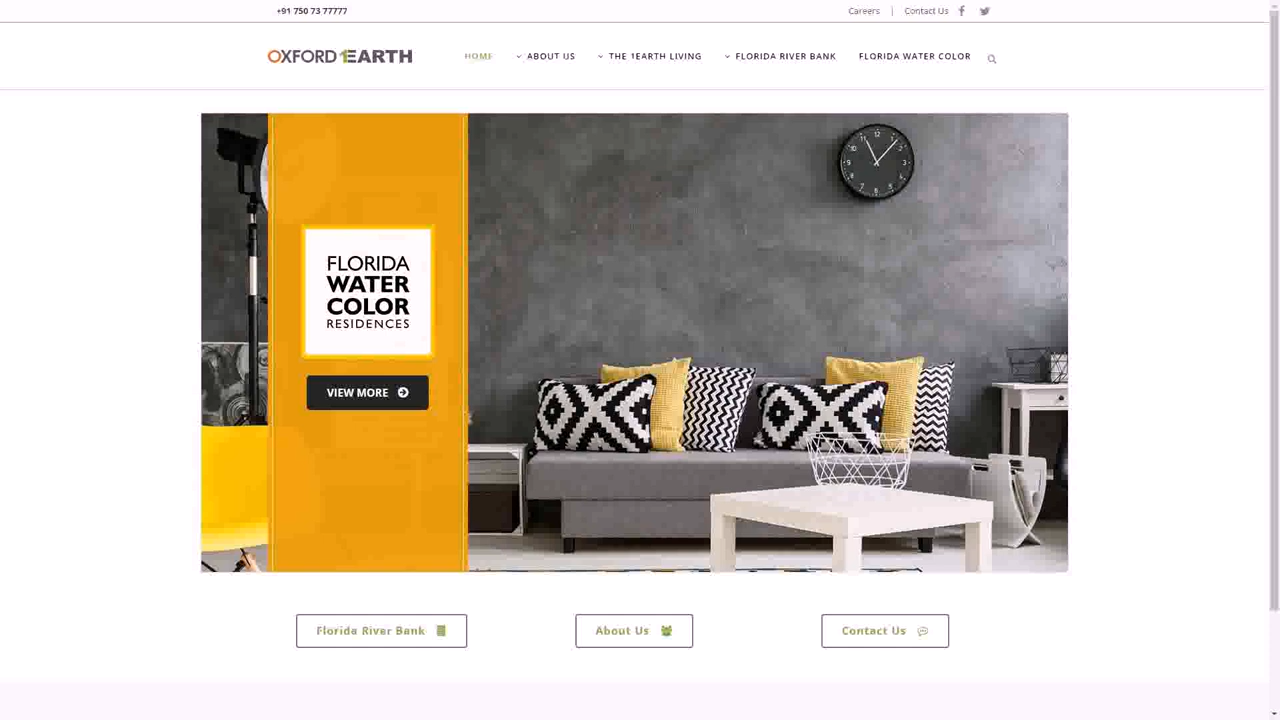 +91 750 73 77777
Careers | Contact Us
OXFORD 1EARTH
HOME ABOUT US THE 1EARTH LIVING FLORIDA RIVER BANK FLORIDA WATER COLOR
FLORIDA
WATER
COLOR
RESIDENCES
VIEW MORE
Florida River Bank About Us Contact Us